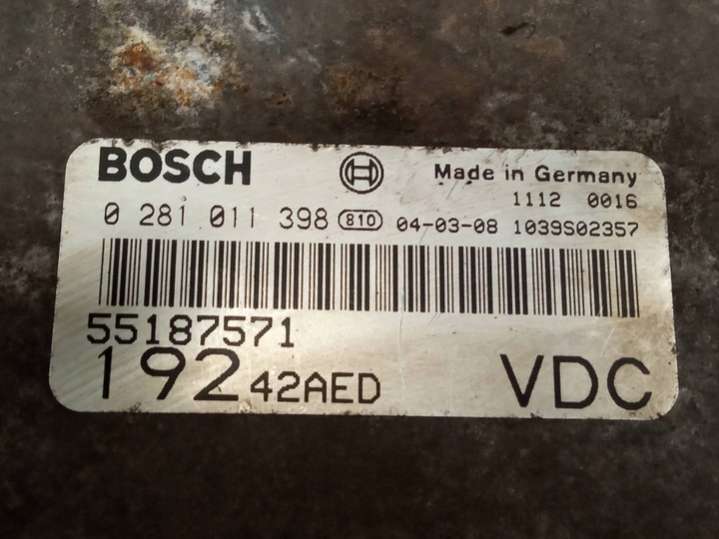 BOSCH Made in Germany
1112 0016
0 281 011 398 810 04-03-08 1039S02357
55187571
192 42AED VDC